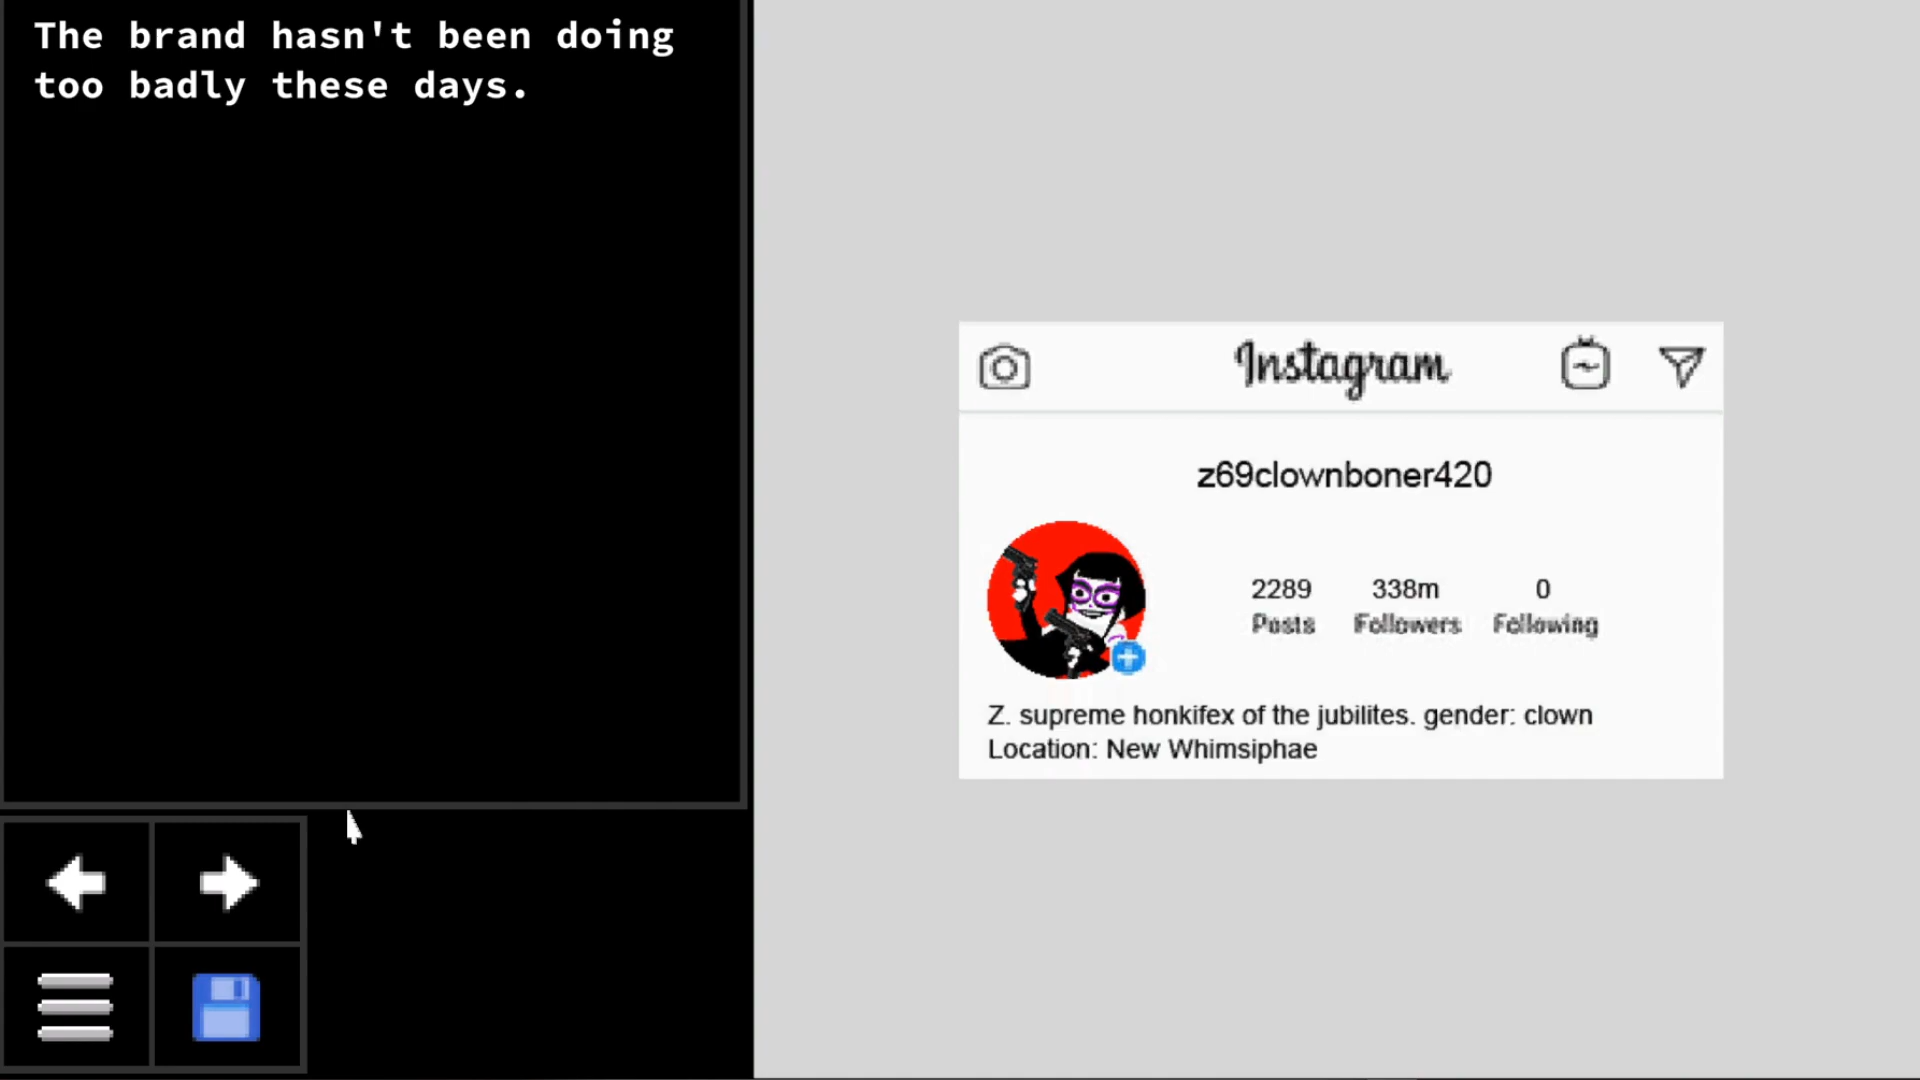 The brand hasn't been doing
too badly these days.
Instagram
z69clownboner420
2289 338m 0
Posts Followers Following
Z. supreme honkifex of the jubilites. gender: clown
Location: New Whimsiphae